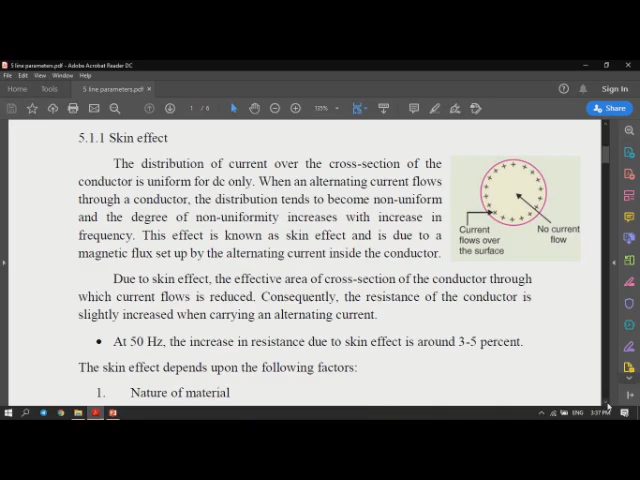 5 line parameters.pdf - Adobe Acrobat Reader DC
File Edit View Window Help
Home Tools 5 line parameters.pdf × Sign In
1 / 6 Share
5.1.1 Skin effect
The distribution of current over the cross-section of the
conductor is uniform for dc only. When an alternating current flows
through a conductor, the distribution tends to become non-uniform
and the degree of non-uniformity increases with increase in
frequency. This effect is known as skin effect and is due to a
magnetic flux set up by the alternating current inside the conductor.
Current
flows over
the surface
No current
flow
Due to skin effect, the effective area of cross-section of the conductor through
which current flows is reduced. Consequently, the resistance of the conductor is
slightly increased when carrying an alternating current.
• At 50 Hz, the increase in resistance due to skin effect is around 3-5 percent.
The skin effect depends upon the following factors:
1. Nature of material
ENG 3:37 PM